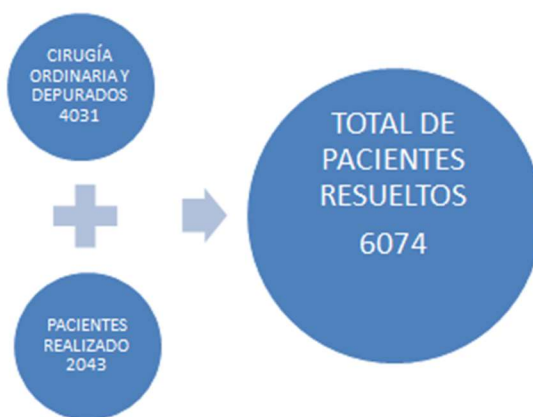 CIRUGÍA
ORDINARIA Y
DEPURADOS
4031
PACIENTES
REALIZADO
2043
TOTAL DE
PACIENTES
RESUELTOS
6074